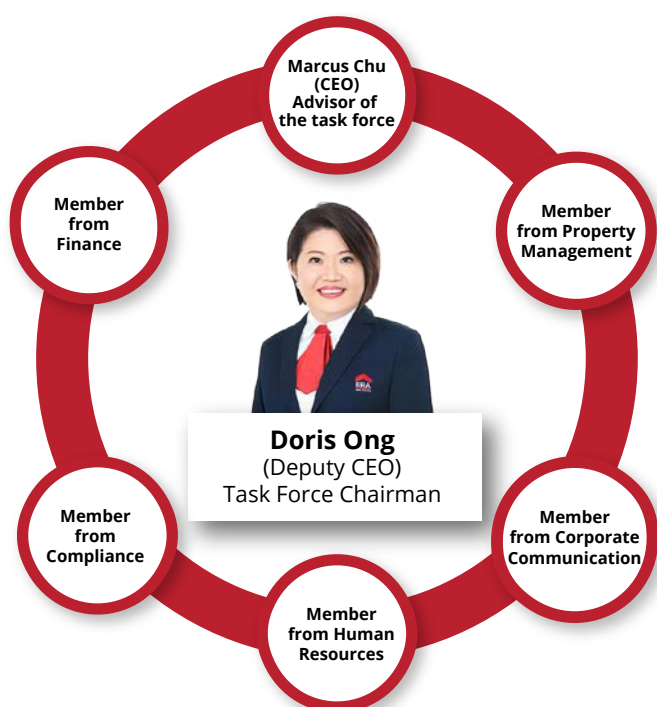 Marcus Chu
(CEO)
Advisor of
the task force
Member
from
Finance
Member
from Property
Management
ERA
Doris Ong
(Deputy CEO)
Task Force Chairman
Member
from
Compliance
Member
from Corporate
Communication
Member
from Human
Resources